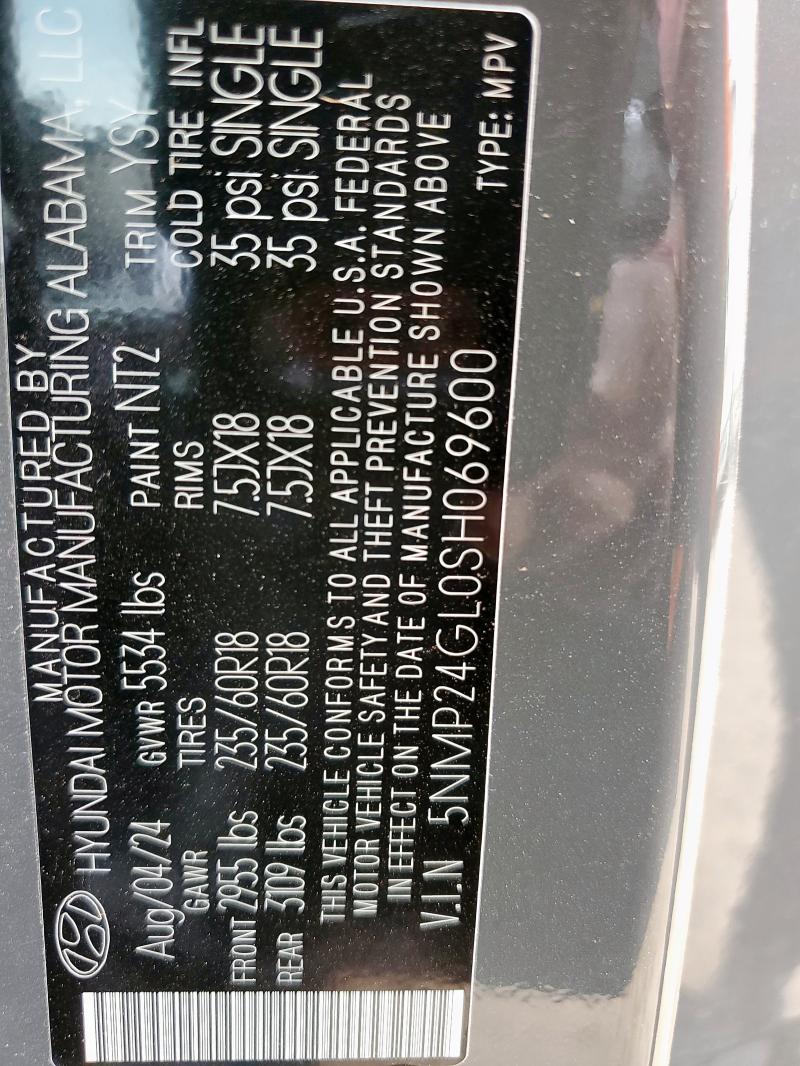 MANUFACTURED BY
HYUNDAI MOTOR MANUFACTURING ALABAMA, LLC
Aug/04/24 GVWR 5534 lbs PAINT NT2 TRIM YSY
GAWR TIRES RIMS COLD TIRE INFL
FRONT 2955 lbs 235/60R18 7.5JX18 35 psi SINGLE
REAR 3109 lbs 235/60R18 7.5JX18 35 psi SINGLE
THIS VEHICLE CONFORMS TO ALL APPLICABLE U.S.A. FEDERAL
MOTOR VEHICLE SAFETY AND THEFT PREVENTION STANDARDS
IN EFFECT ON THE DATE OF MANUFACTURE SHOWN ABOVE
V.I.N 5NMP24GL0SH069600 TYPE: MPV